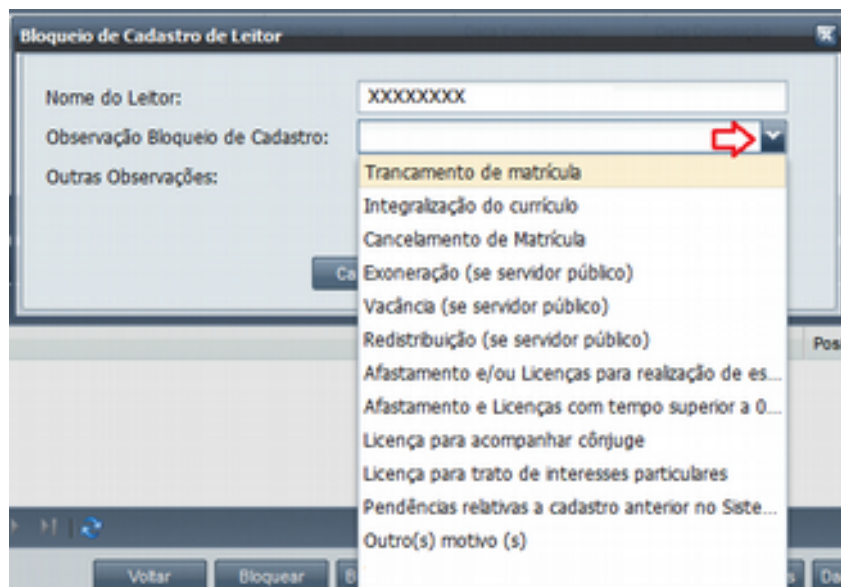 Bloqueio de Cadastro de Leitor
Nome do Leitor: XXXXXXXX
Observação Bloqueio de Cadastro:
Outras Observações:
Trancamento de matrícula
Integralização do currículo
Cancelamento de Matrícula
Ca
Exoneração (se servidor público)
Vacância (se servidor público)
Redistribuição (se servidor público)
Pos
Afastamento e/ou Licenças para realização de es...
Afastamento e Licenças com tempo superior a 0...
Licença para acompanhar cônjuge
Licença para trato de interesses particulares
Pendências relativas a cadastro anterior no Siste...
Outro(s) motivo (s)
Voltar Bloquear B s Da